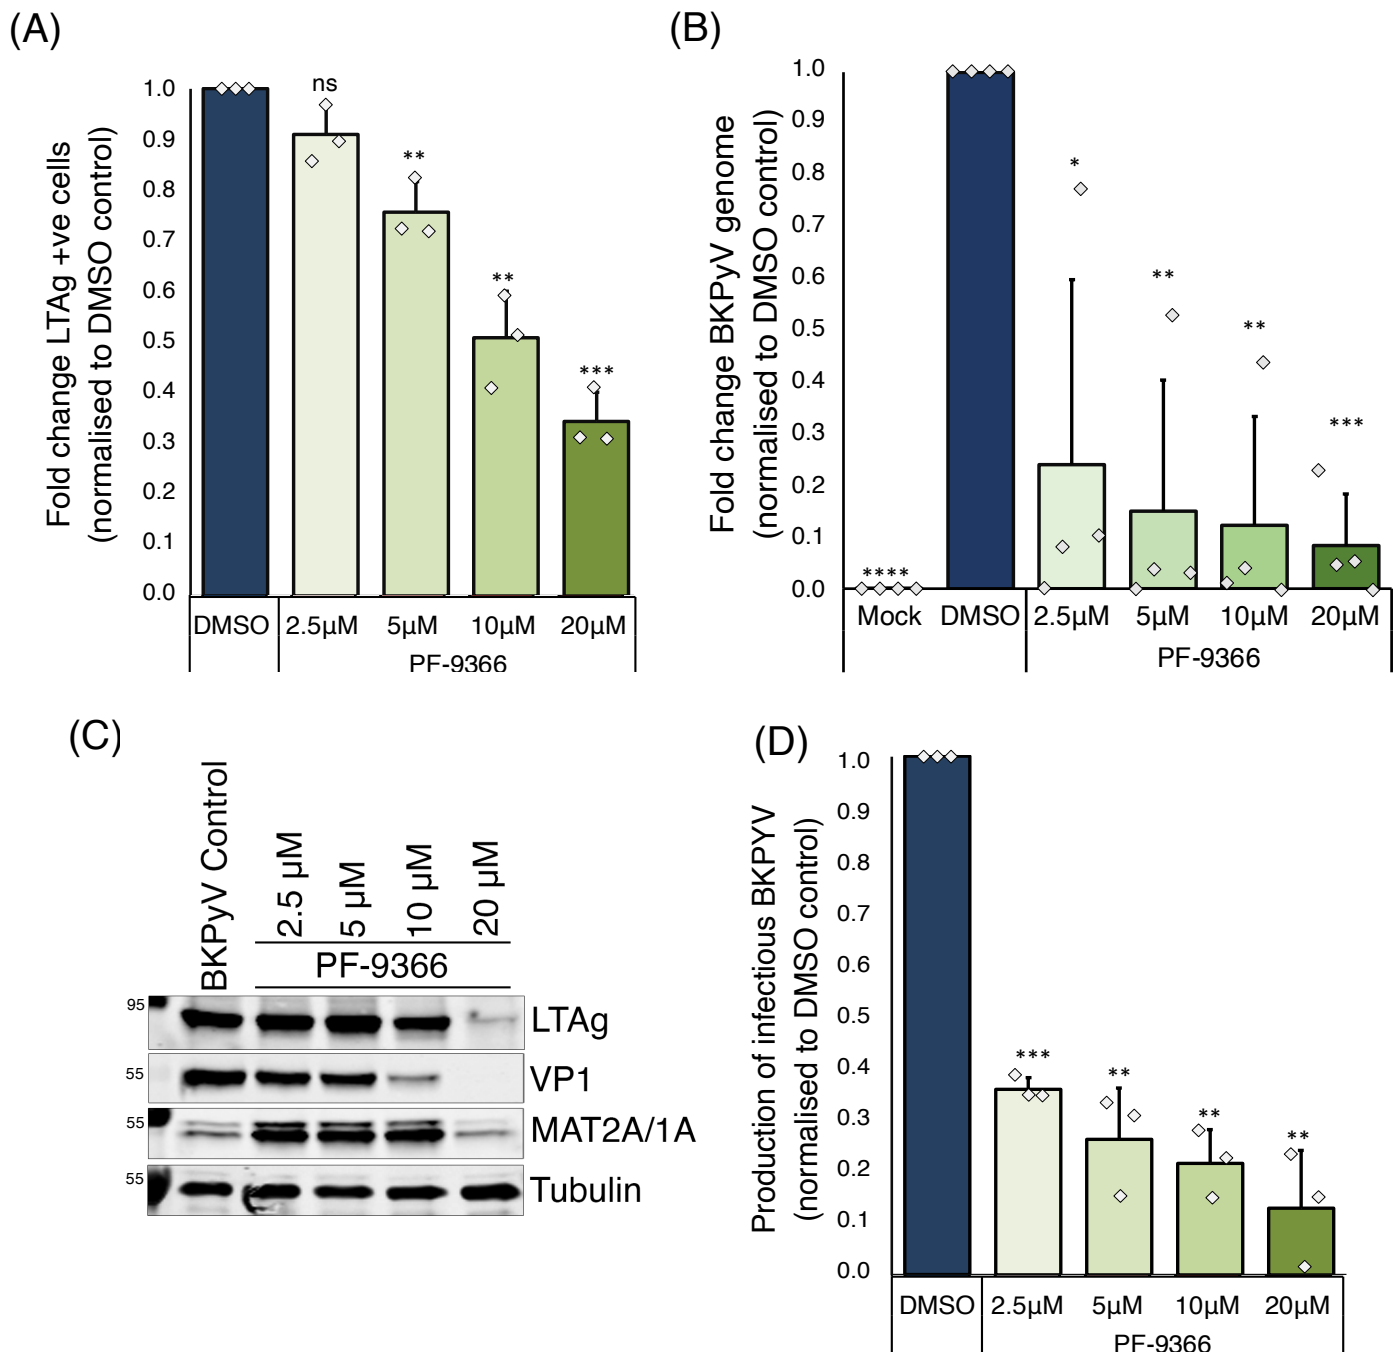 (A)
Fold change LTAg +ve cells
(normalised to DMSO control)
1.0
0.9
0.8
0.7
0.6
0.5
0.4
0.3
0.2
0.1
0.0
ns
**
**
***
DMSO 2.5µM 5µM 10µM 20µM
PF-9366
(B)
Fold change BKPyV genome
(normalised to DMSO control)
1.0
0.9
0.8
0.7
0.6
0.5
0.4
0.3
0.2
0.1
0.0
****
*
**
**
***
Mock DMSO 2.5µM 5µM 10µM 20µM
PF-9366
(C)
BKPyV Control
2.5 µM
5 µM
10 µM
20 µM
PF-9366
95 LTAg
55 VP1
55 MAT2A/1A
55 Tubulin
(D)
Production of infectious BKPYV
(normalised to DMSO control)
1.0
0.9
0.8
0.7
0.6
0.5
0.4
0.3
0.2
0.1
0.0
***
**
**
**
DMSO 2.5µM 5µM 10µM 20µM
PF-9366